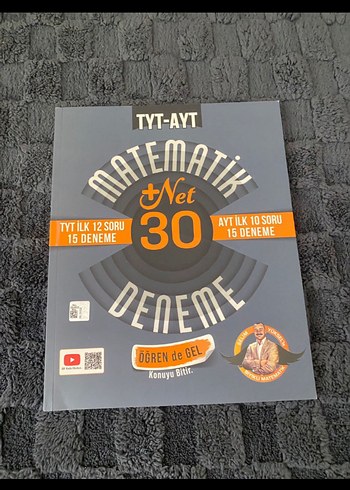 TYT-AYT
MATEMATİK
+Net
30
TYT İLK 12 SORU
15 DENEME
AYT İLK 10 SORU
15 DENEME
DENEME
ÖĞREN de GEL
Konuyu Bitir.